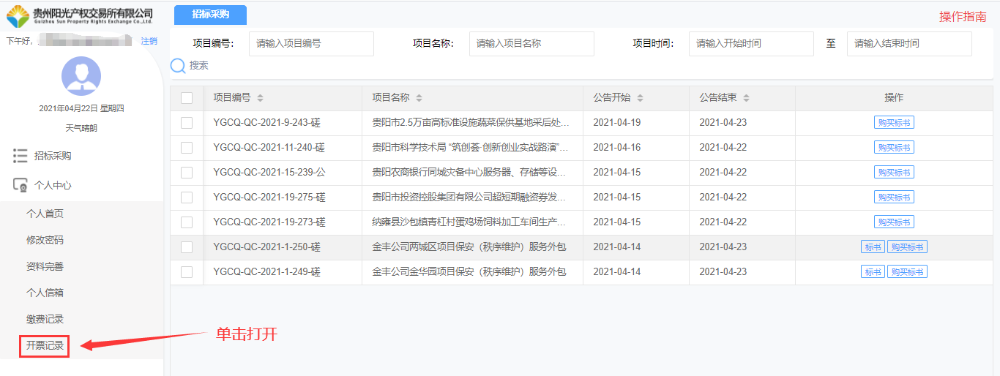 贵州阳光产权交易所有限公司
Guizhou Sun Property Rights Exchange Co.,Ltd.
下午好,
注销
2021年04月22日 星期四
天气晴朗
招标采购
个人中心
个人首页
修改密码
资料完善
个人信箱
缴费记录
开票记录
单击打开
招标采购
操作指南
项目编号: 请输入项目编号 项目名称: 请输入项目名称 项目时间: 请输入开始时间 至 请输入结束时间
搜索
项目编号 项目名称 公告开始 公告结束 操作
YGCQ-QC-2021-9-243-磋 贵阳市2.5万亩高标准设施蔬菜保供基地采后处... 2021-04-19 2021-04-23 购买标书
YGCQ-QC-2021-11-240-磋 贵阳市科学技术局 “筑创荟·创新创业实战路演”... 2021-04-16 2021-04-22 购买标书
YGCQ-QC-2021-15-239-公 贵阳农商银行同城灾备中心服务器、存储等设... 2021-04-15 2021-04-22 购买标书
YGCQ-QC-2021-19-275-磋 贵阳市投资控股集团有限公司超短期融资券发... 2021-04-15 2021-04-22 购买标书
YGCQ-QC-2021-19-273-磋 纳雍县沙包镇青杠村蛋鸡场饲料加工车间生产... 2021-04-15 2021-04-22 购买标书
YGCQ-QC-2021-1-250-磋 金丰公司两城区项目保安（秩序维护）服务外包 2021-04-14 2021-04-23 标书 购买标书
YGCQ-QC-2021-1-249-磋 金丰公司金华园项目保安（秩序维护）服务外包 2021-04-14 2021-04-23 标书 购买标书